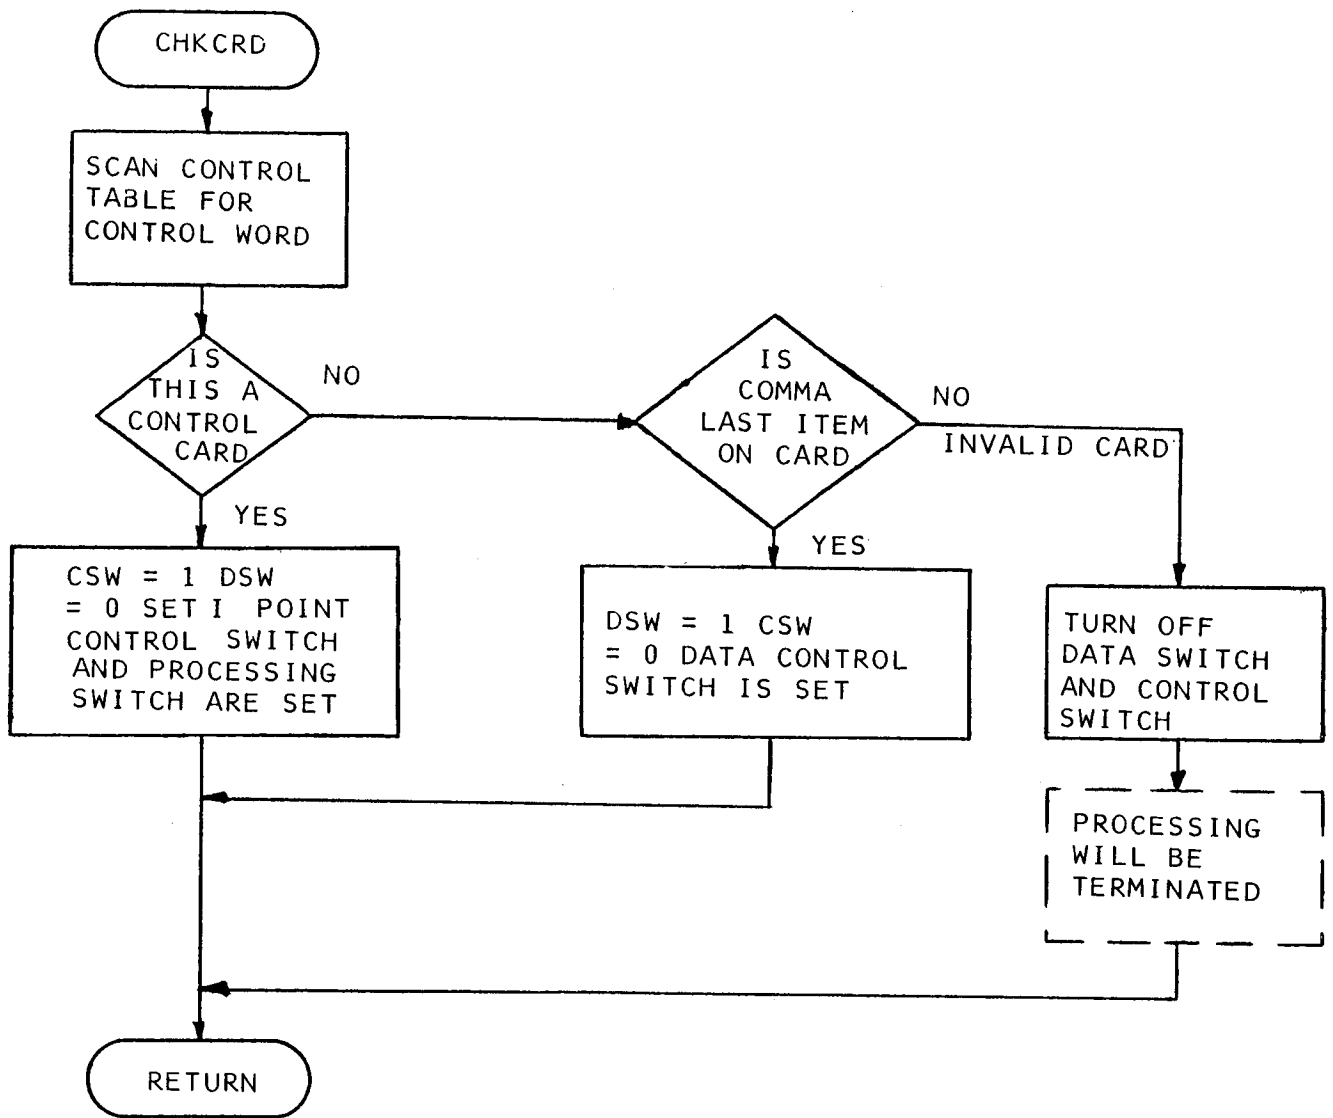 CHKCRD
SCAN CONTROL
TABLE FOR
CONTROL WORD
IS
THIS A
CONTROL
CARD
NO
YES
IS
COMMA
LAST ITEM
ON CARD
NO
INVALID CARD
YES
CSW = 1 DSW
= 0 SET I POINT
CONTROL SWITCH
AND PROCESSING
SWITCH ARE SET
DSW = 1 CSW
= 0 DATA CONTROL
SWITCH IS SET
TURN OFF
DATA SWITCH
AND CONTROL
SWITCH
PROCESSING
WILL BE
TERMINATED
RETURN